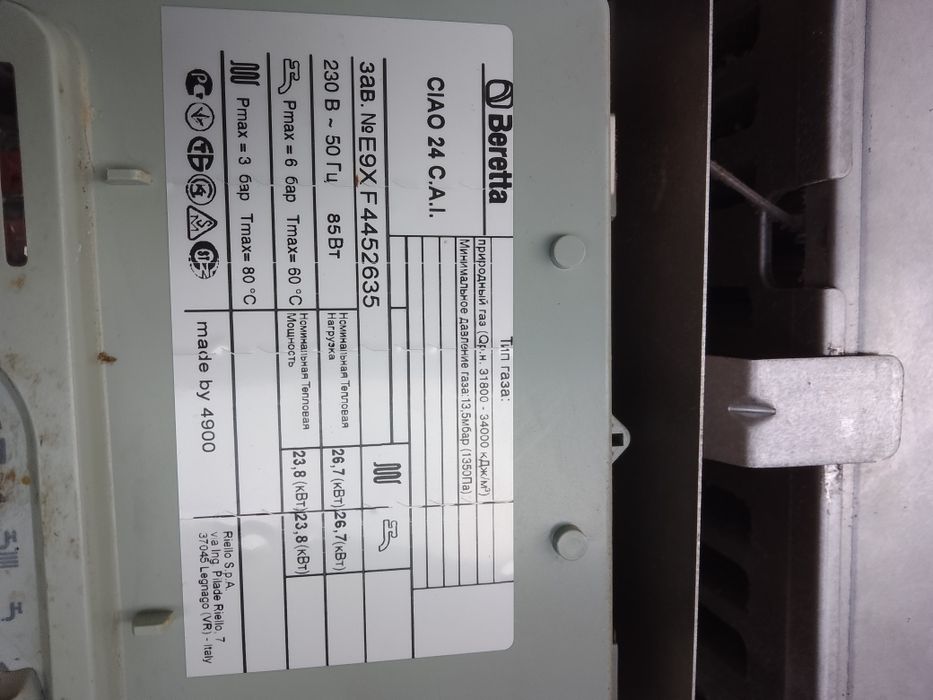 Beretta
CIAO 24 C.A.I.
Тип газа:
природный газ (Qр.н. 31800 - 34000 кДж/м³)
Минимальное давление газа:13,5мбар (1350Па)
зав. №E9X F4452635
230 В ~ 50 Гц 85Вт
Номинальная Тепловая
Нагрузка
26,7 (кВт) 26,7(кВт)
Pmax = 6 бар Tmax= 60 °C
Номинальная Тепловая
Мощность
23,8 (кВт) 23,8 (кВт)
Pmax = 3 бар Tmax= 80 °C
made by 4900
Riello S.p.A.
via Ing. Pilade Riello, 7
37045 Legnago (VR) - Italy